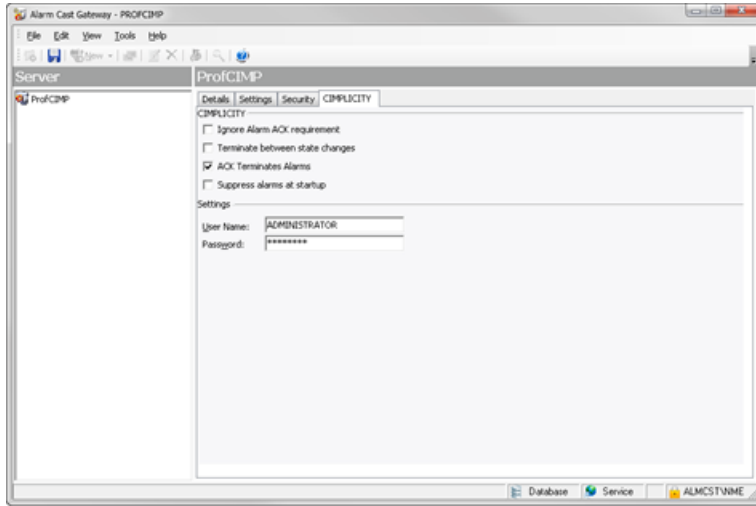 Alarm Cast Gateway - PROFCIMP
File Edit View Tools Help
New
Server
ProfCIMP
ProfCIMP
Details Settings Security CIMPLICITY
CIMPLICITY
Ignore Alarm ACK requirement
Terminate between state changes
ACK Terminates Alarms
Suppress alarms at startup
Settings
User Name: ADMINISTRATOR
Password: ********
Database Service ALMCST\NME